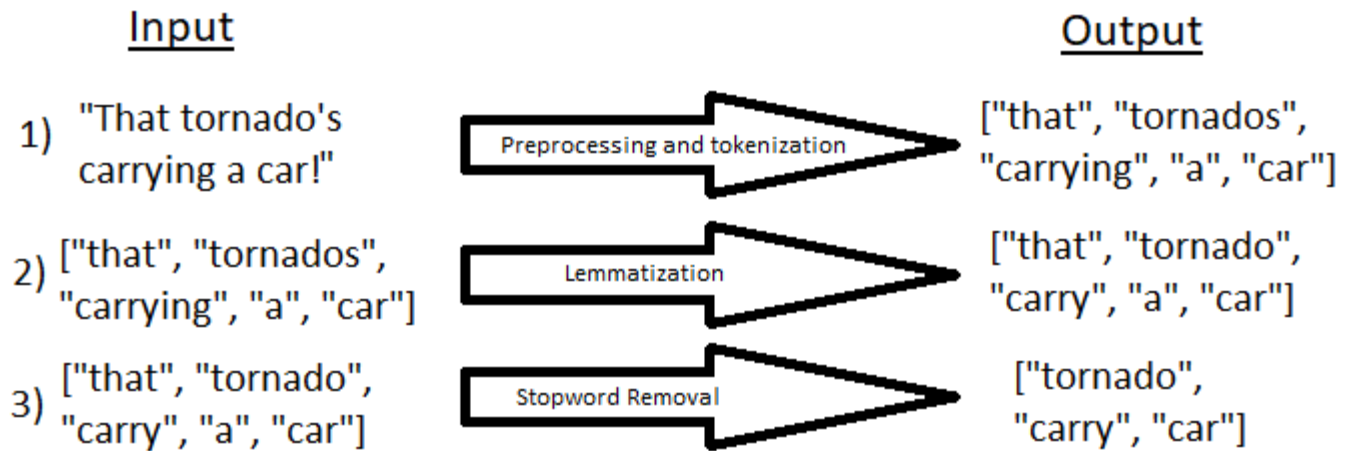 Input
Output
1) "That tornado's
carrying a car!"
Preprocessing and tokenization
["that", "tornados",
"carrying", "a", "car"]
2) ["that", "tornados",
"carrying", "a", "car"]
Lemmatization
["that", "tornado",
"carry", "a", "car"]
3) ["that", "tornado",
"carry", "a", "car"]
Stopword Removal
["tornado",
"carry", "car"]